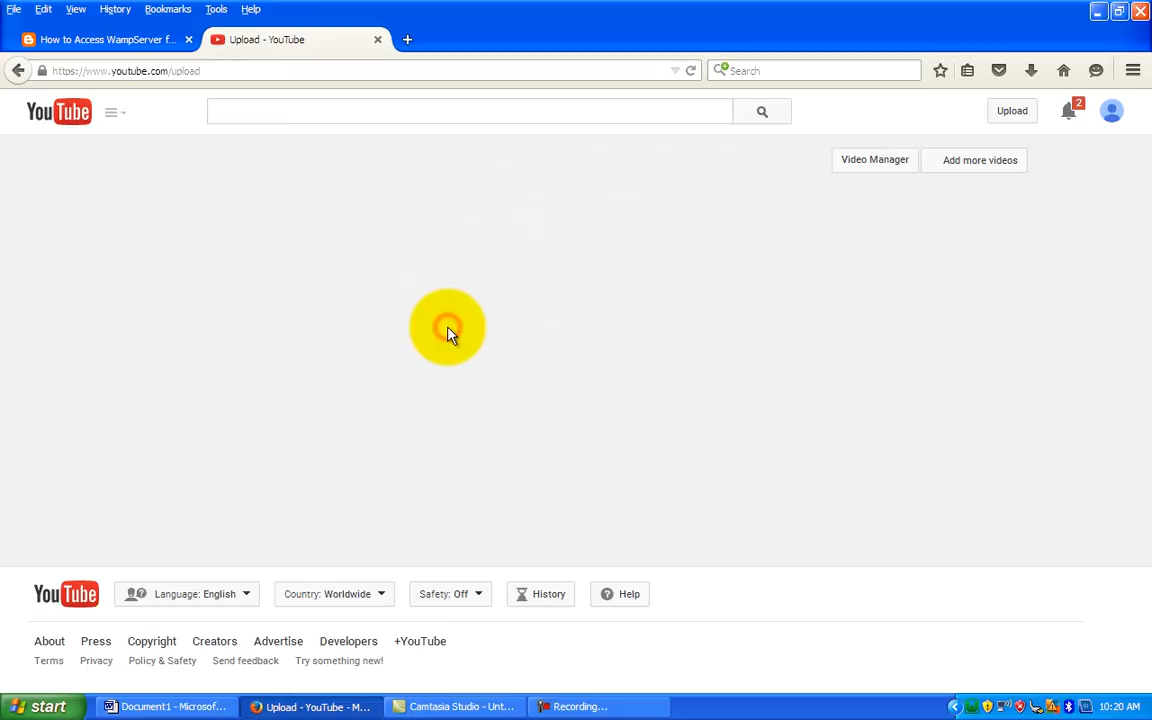 File Edit View History Bookmarks Tools Help
How to Access WampServer f...
Upload - YouTube
https://www.youtube.com/upload
Search
YouTube
Upload
2
Video Manager
Add more videos
YouTube
Language: English
Country: Worldwide
Safety: Off
History
Help
About Press Copyright Creators Advertise Developers +YouTube
Terms Privacy Policy & Safety Send feedback Try something new!
start
Document1 - Microsof...
Upload - YouTube - M...
Camtasia Studio - Unt...
Recording...
10:20 AM